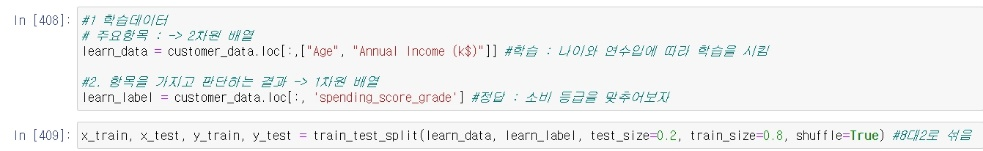 In [408]: #1 학습데이터
# 주요항목 : -> 2차원 배열
learn_data = customer_data.loc[:,["Age", "Annual Income (k$)"]] #학습 : 나이와 연수입에 따라 학습을 시킴
#2. 항목을 가지고 판단하는 결과 -> 1차원 배열
learn_label = customer_data.loc[:, 'spending_score_grade'] #정답 : 소비 등급을 맞추어보자
In [409]: x_train, x_test, y_train, y_test = train_test_split(learn_data, learn_label, test_size=0.2, train_size=0.8, shuffle=True) #8대2로 섞음